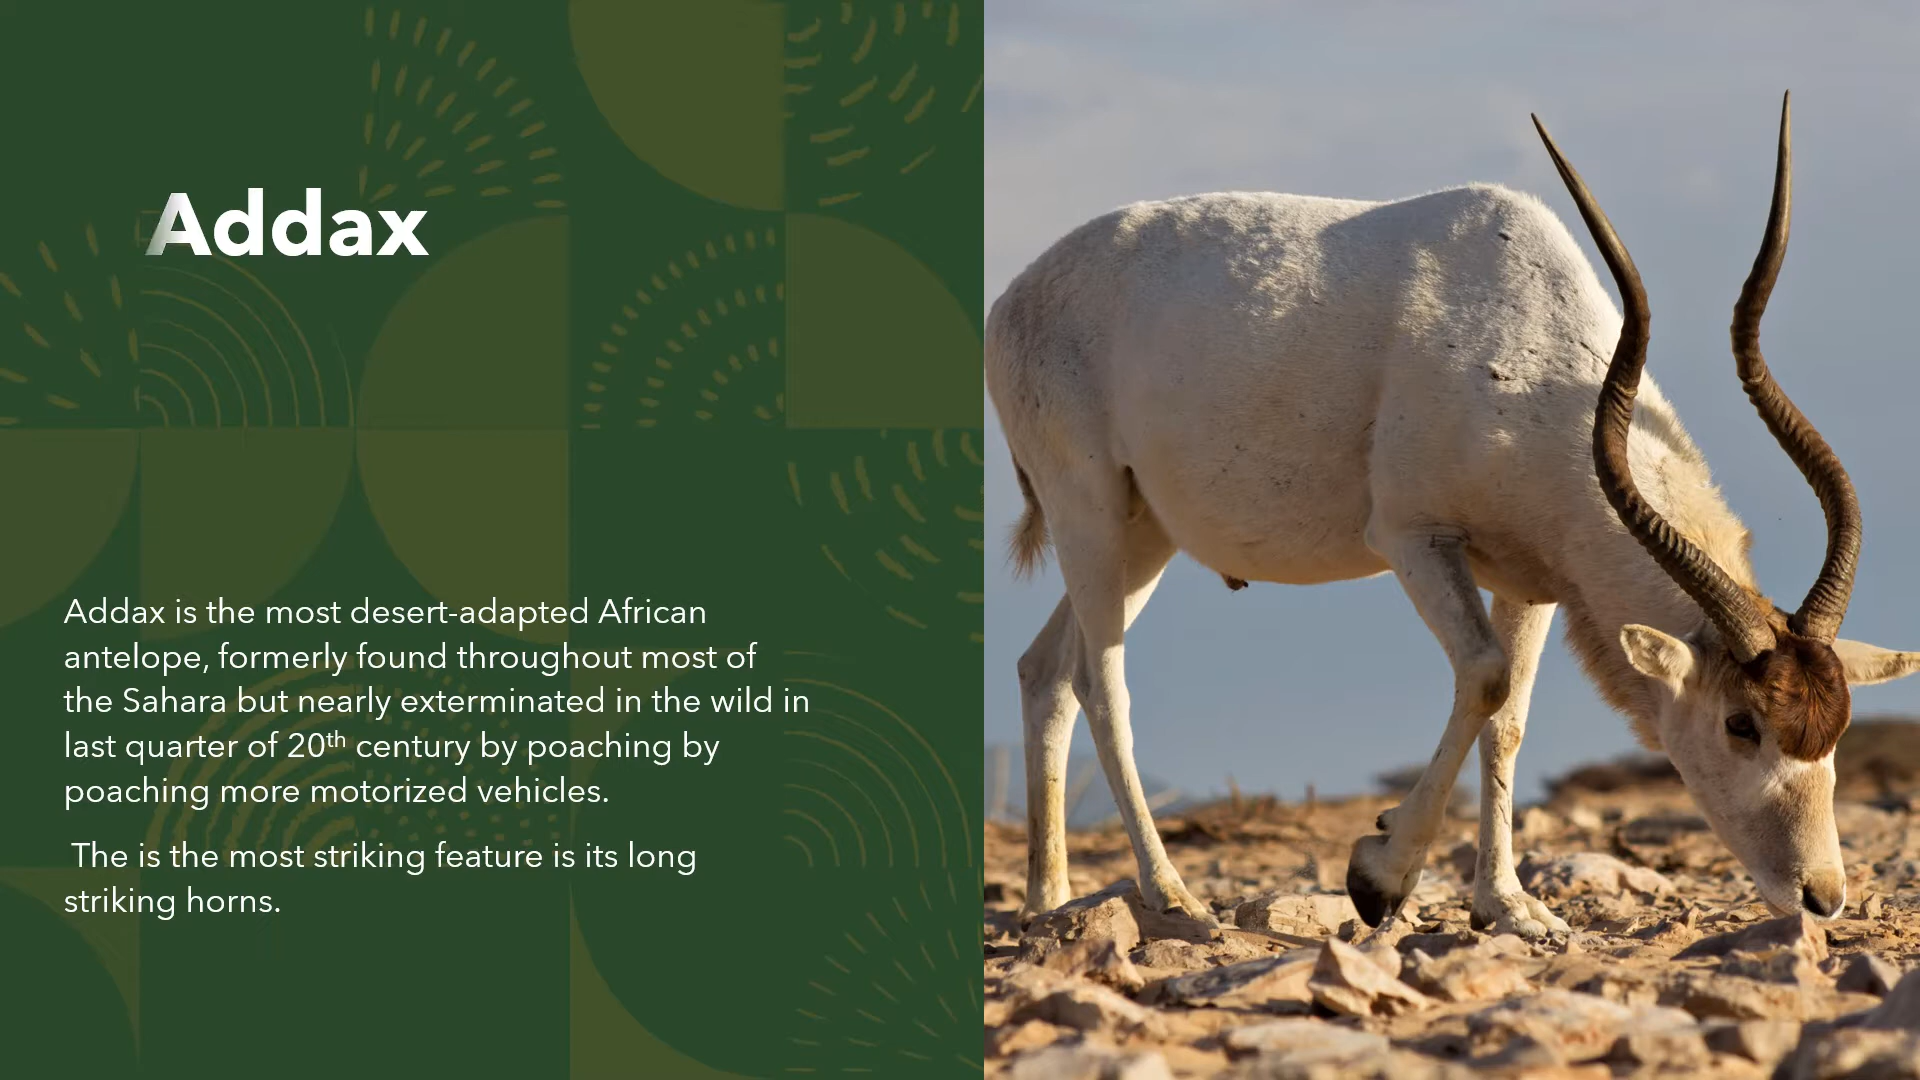 Addax
Addax is the most desert-adapted African
antelope, formerly found throughout most of
the Sahara but nearly exterminated in the wild in
last quarter of 20th century by poaching by
poaching more motorized vehicles.
The is the most striking feature is its long
striking horns.